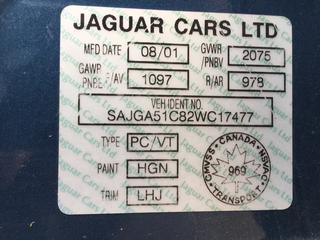 JAGUAR CARS LTD
MFD DATE 08/01 GVWR/PNBV 2075
GAWR/PNBE F/AV 1097 R/AR 978
VEH IDENT NO.
SAJGA51C82WC17477
TYPE PC/VT
PAINT HGN
TRIM LHJ
CMVSS · CANADA · NSVAC
969
TRANSPORT